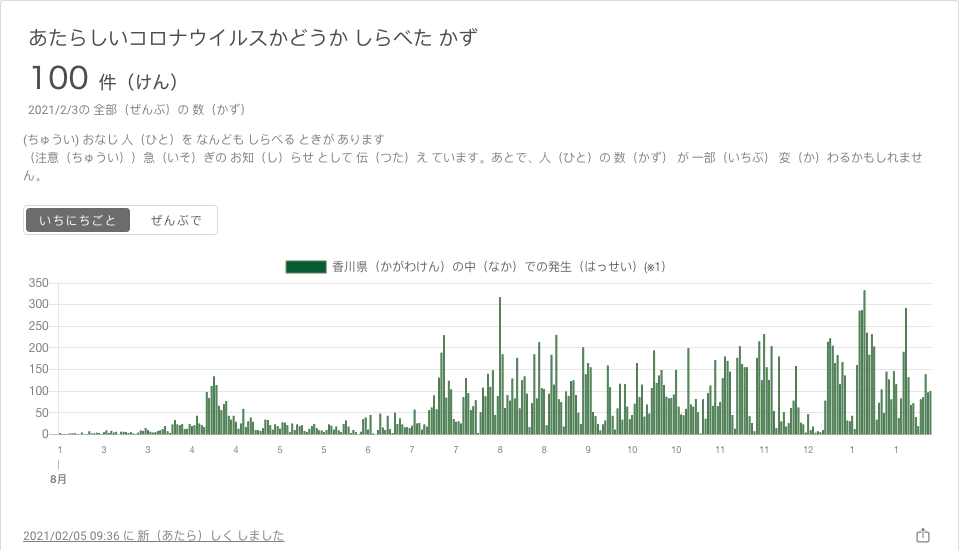 あたらしいコロナウイルスかどうか しらべた かず
100 件（けん）
2021/2/3の 全部（ぜんぶ）の 数（かず）
(ちゅうい) おなじ 人（ひと）を なんども しらべる ときが あります
（注意（ちゅうい））急（いそ）ぎの お知（し）らせ として 伝（つた）え ています。あとで、人（ひと）の 数（かず） が 一部（いちぶ） 変（か）わるかもしれませ
ん。
いちにちごと ぜんぶで
香川県（かがわけん）の中（なか）での発生（はっせい）(※1)
350
300
250
200
150
100
50
0
1 3 3 4 4 5 5 6 7 7 8 8 9 10 10 11 11 12 1 1
8月
2021/02/05 09:36 に 新（あたら）しく しました